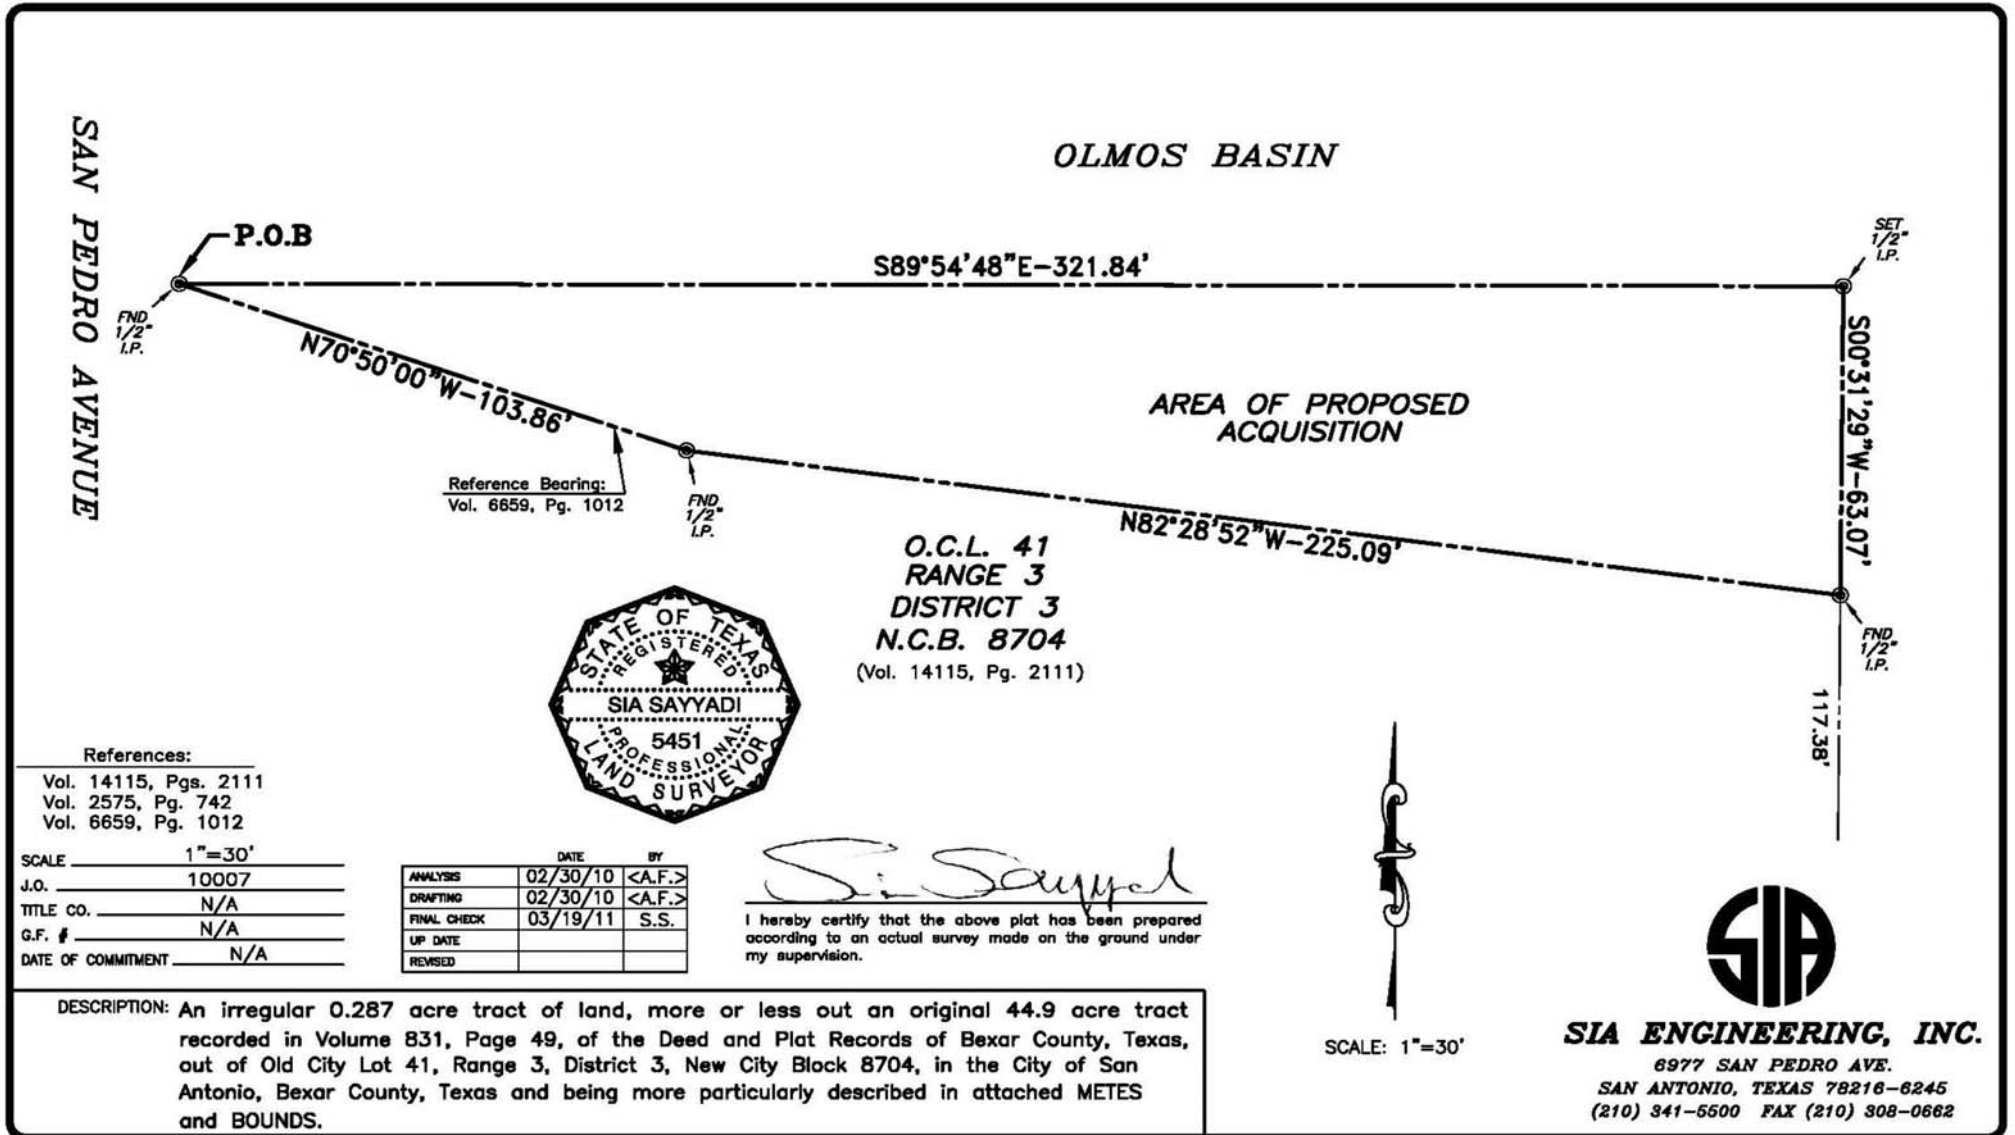 SAN PEDRO AVENUE
OLMOS BASIN
P.O.B
S89°54'48"E-321.84'
SET
1/2"
I.P.
FND
1/2"
I.P.
N70°50'00"W-103.86'
S00°31'29"W-63.07'
AREA OF PROPOSED
ACQUISITION
Reference Bearing:
Vol. 6659, Pg. 1012
FND
1/2"
I.P.
N82°28'52"W-225.09'
O.C.L. 41
RANGE 3
DISTRICT 3
N.C.B. 8704
(Vol. 14115, Pg. 2111)
FND
1/2"
I.P.
117.38'
STATE OF TEXAS
REGISTERED
SIA SAYYADI
5451
PROFESSIONAL
LAND SURVEYOR
References:
Vol. 14115, Pgs. 2111
Vol. 2575, Pg. 742
Vol. 6659, Pg. 1012
SCALE 1"=30'
J.O. 10007
TITLE CO. N/A
G.F. # N/A
DATE OF COMMITMENT N/A
DATE BY
ANALYSIS 02/30/10 <A.F.>
DRAFTING 02/30/10 <A.F.>
FINAL CHECK 03/19/11 S.S.
UP DATE
REVISED
I hereby certify that the above plat has been prepared
according to an actual survey made on the ground under
my supervision.
SCALE: 1"=30'
SIA
SIA ENGINEERING, INC.
6977 SAN PEDRO AVE.
SAN ANTONIO, TEXAS 78216-6245
(210) 341-5500 FAX (210) 308-0662
DESCRIPTION: An irregular 0.287 acre tract of land, more or less out an original 44.9 acre tract
recorded in Volume 831, Page 49, of the Deed and Plat Records of Bexar County, Texas,
out of Old City Lot 41, Range 3, District 3, New City Block 8704, in the City of San
Antonio, Bexar County, Texas and being more particularly described in attached METES
and BOUNDS.